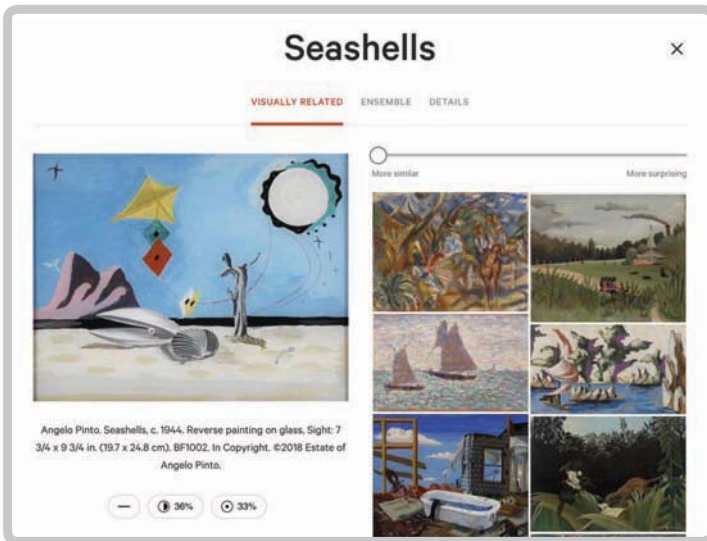 Seashells
VISUALLY RELATED ENSEMBLE DETAILS
More similar More surprising
Angelo Pinto. Seashells, c. 1944. Reverse painting on glass, Sight: 7
3/4 x 9 3/4 in. (19.7 x 24.8 cm). BF1002. In Copyright. ©2018 Estate of
Angelo Pinto.
36% 33%